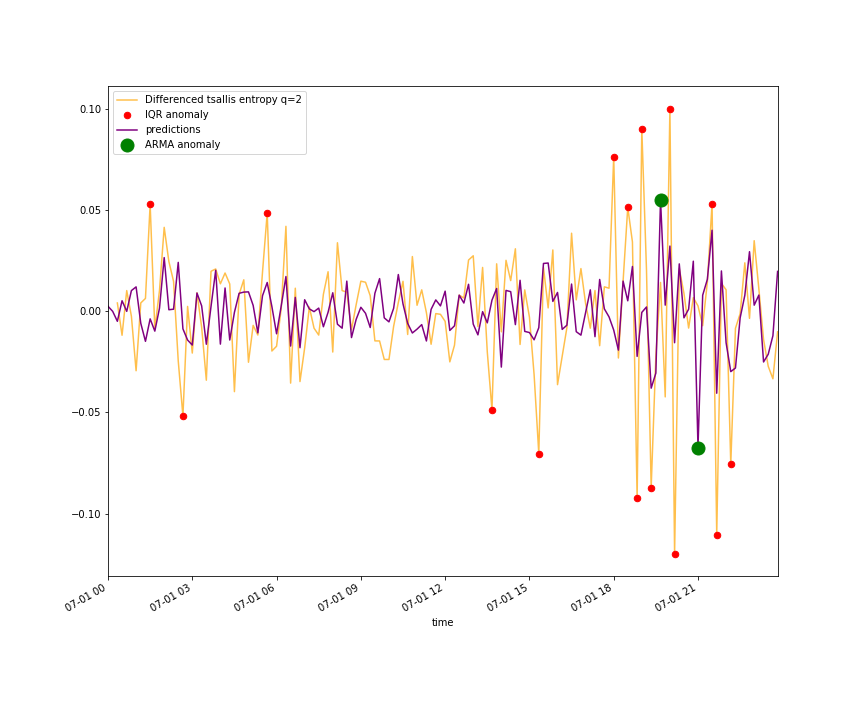 Differenced tsallis entropy q=2
IQR anomaly
predictions
ARMA anomaly
0.10
0.05
0.00
−0.05
−0.10
07-01 00
07-01 03
07-01 06
07-01 09
07-01 12
07-01 15
07-01 18
07-01 21
time